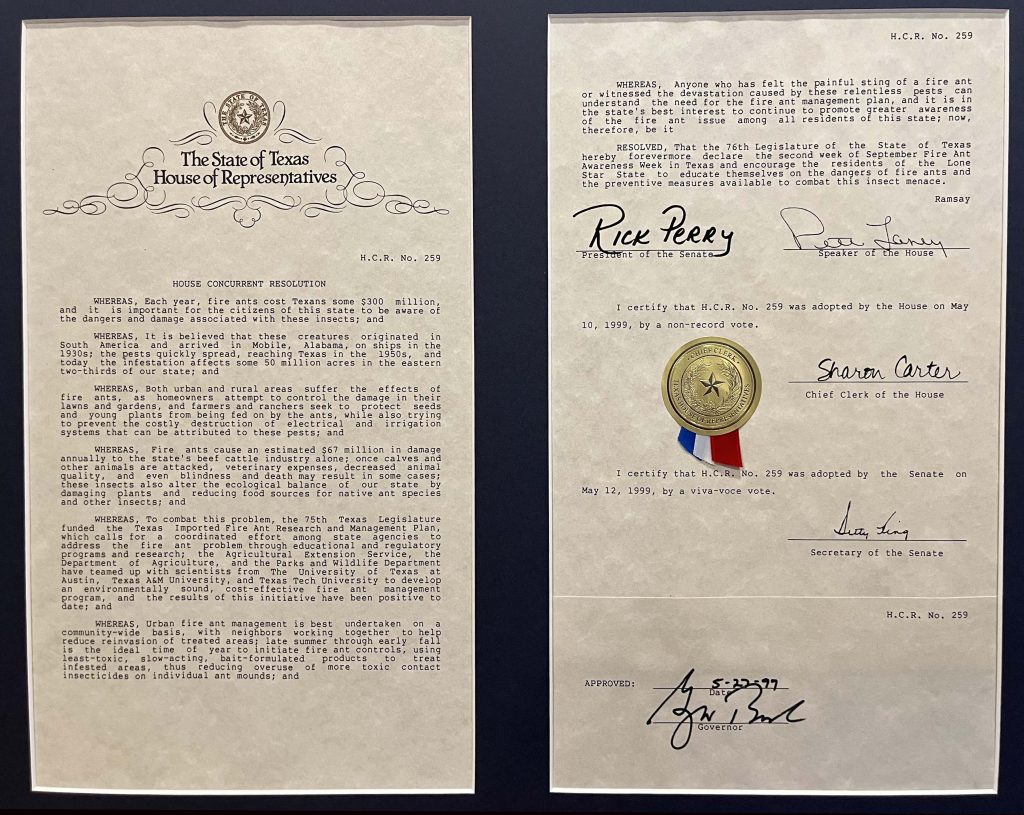 THE STATE OF TEXAS
The State of Texas
House of Representatives
H.C.R. No. 259
HOUSE CONCURRENT RESOLUTION
WHEREAS, Each year, fire ants cost Texans some $300 million,
and it is important for the citizens of this state to be aware of
the dangers and damage associated with these insects; and
WHEREAS, It is believed that these creatures originated in
South America and arrived in Mobile, Alabama, on ships in the
1930s; the pests quickly spread, reaching Texas in the 1950s, and
today the infestation affects some 50 million acres in the eastern
two-thirds of our state; and
WHEREAS, Both urban and rural areas suffer the effects of
fire ants, as homeowners attempt to control the damage in their
lawns and gardens, and farmers and ranchers seek to protect seeds
and young plants from being fed on by the ants, while also trying
to prevent the costly destruction of electrical and irrigation
systems that can be attributed to these pests; and
WHEREAS, Fire ants cause an estimated $67 million in damage
annually to the state's beef cattle industry alone; once calves and
other animals are attacked, veterinary expenses, decreased animal
quality, and even blindness and death may result in some cases;
these insects also alter the ecological balance of our state by
damaging plants and reducing food sources for native ant species
and other insects; and
WHEREAS, To combat this problem, the 75th Texas Legislature
funded the Texas Imported Fire Ant Research and Management Plan,
which calls for a coordinated effort among state agencies to
address the fire ant problem through educational and regulatory
programs and research; the Agricultural Extension Service, the
Department of Agriculture, and the Parks and Wildlife Department
have teamed up with scientists from The University of Texas at
Austin, Texas A&M University, and Texas Tech University to develop
an environmentally sound, cost-effective fire ant management
program, and the results of this initiative have been positive to
date; and
WHEREAS, Urban fire ant management is best undertaken on a
community-wide basis, with neighbors working together to help
reduce reinvasion of treated areas; late summer through early fall
is the ideal time of year to initiate fire ant controls, using
least-toxic, slow-acting, bait-formulated products to treat
infested areas, thus reducing overuse of more toxic contact
insecticides on individual ant mounds; and
H.C.R. No. 259
WHEREAS, Anyone who has felt the painful sting of a fire ant
or witnessed the devastation caused by these relentless pests can
understand the need for the fire ant management plan, and it is in
the state's best interest to continue to promote greater awareness
of the fire ant issue among all residents of this state; now,
therefore, be it
RESOLVED, That the 76th Legislature of the State of Texas
hereby forevermore declare the second week of September Fire Ant
Awareness Week in Texas and encourage the residents of the Lone
Star State to educate themselves on the dangers of fire ants and
the preventive measures available to combat this insect menace.
Ramsay
Rick Perry Pete Laney
President of the Senate Speaker of the House
I certify that H.C.R. No. 259 was adopted by the House on May
10, 1999, by a non-record vote.
CHIEF CLERK
Sharon Carter
Chief Clerk of the House
I certify that H.C.R. No. 259 was adopted by the Senate on
May 12, 1999, by a viva-voce vote.
Betty King
Secretary of the Senate
H.C.R. No. 259
APPROVED: 5-27-99
Date
Governor